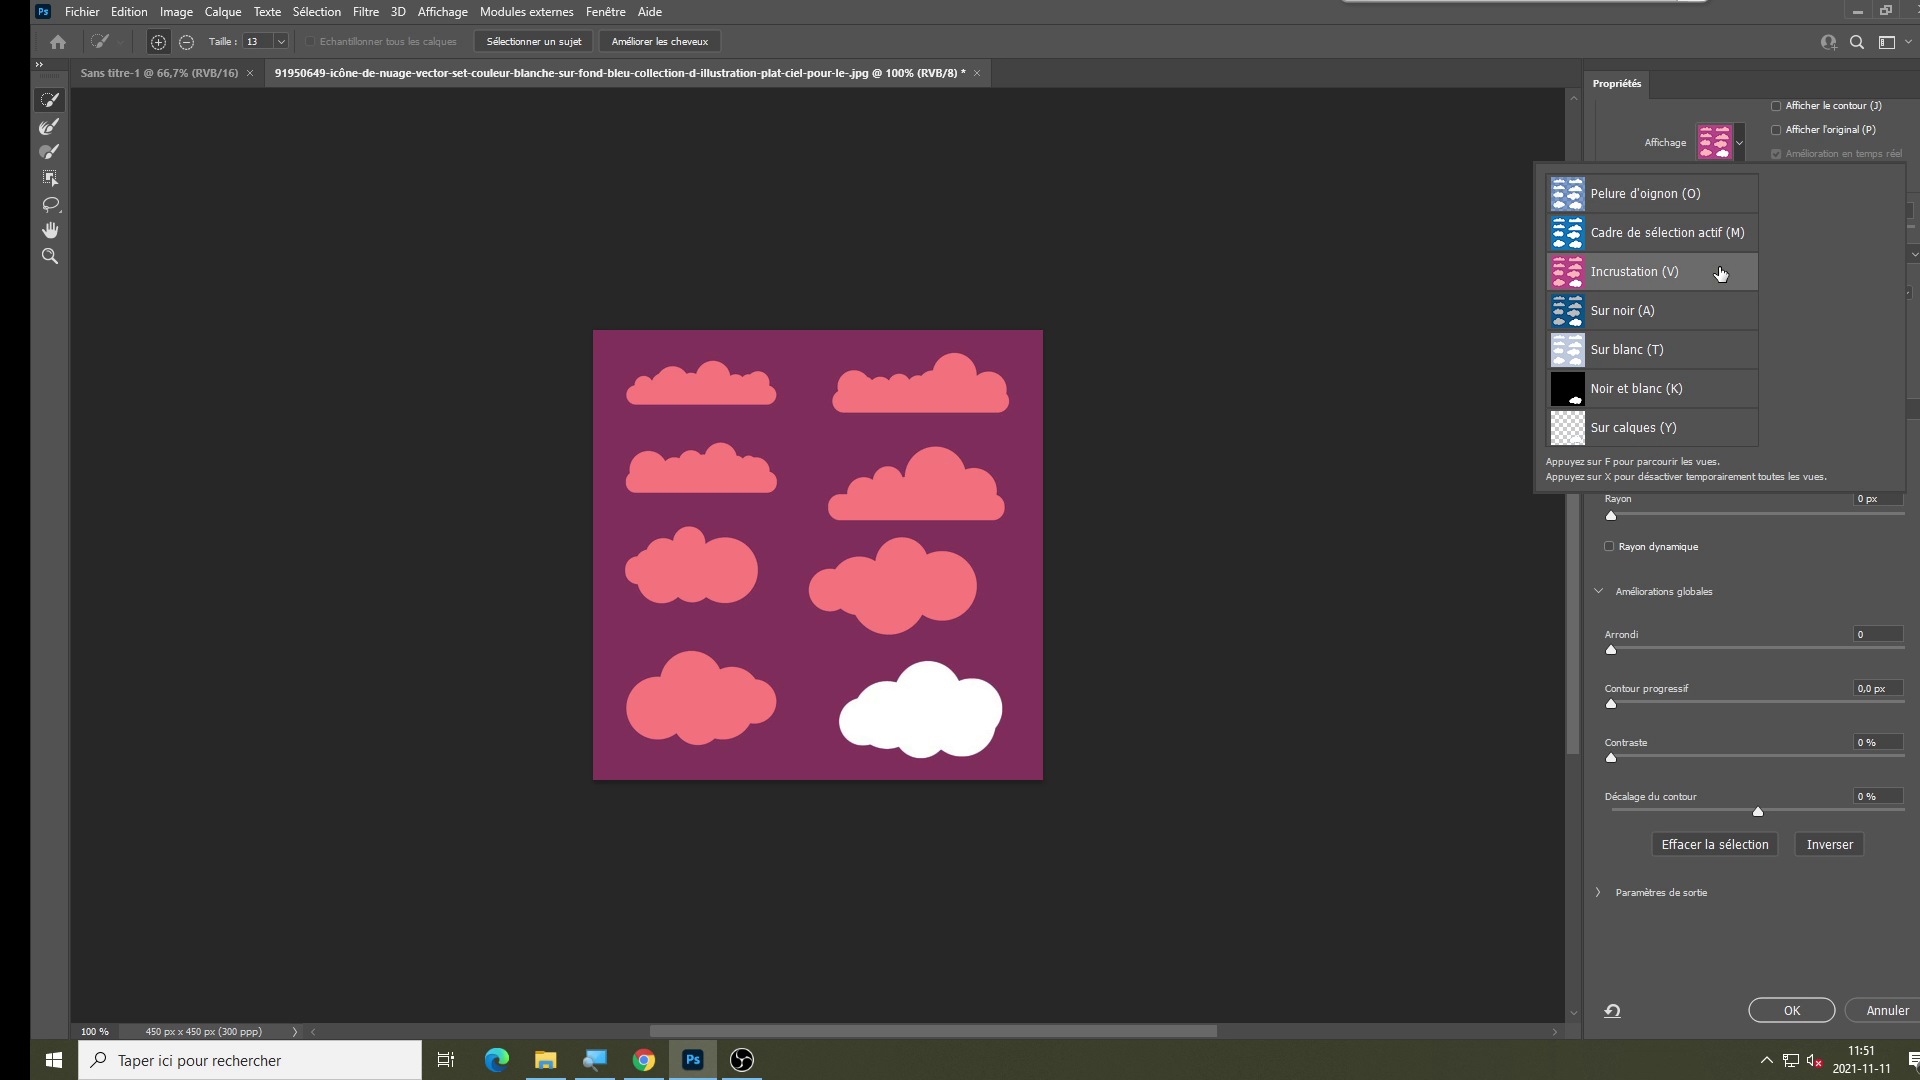 Ps Fichier Edition Image Calque Texte Sélection Filtre 3D Affichage Modules externes Fenêtre Aide
Taille : 13 Echantillonner tous les calques Sélectionner un sujet Améliorer les cheveux
Sans titre-1 @ 66,7% (RVB/16) × 91950649-icône-de-nuage-vector-set-couleur-blanche-sur-fond-bleu-collection-d-illustration-plat-ciel-pour-le-.jpg @ 100% (RVB/8) * ×
Propriétés
Afficher le contour (J)
Afficher l'original (P)
Affichage
Amélioration en temps réel
Pelure d'oignon (O)
Cadre de sélection actif (M)
Incrustation (V)
Sur noir (A)
Sur blanc (T)
Noir et blanc (K)
Sur calques (Y)
Appuyez sur F pour parcourir les vues.
Appuyez sur X pour désactiver temporairement toutes les vues.
Rayon 0 px
Rayon dynamique
Améliorations globales
Arrondi 0
Contour progressif 0,0 px
Contraste 0 %
Décalage du contour 0 %
Effacer la sélection Inverser
Paramètres de sortie
OK Annuler
100 % 450 px x 450 px (300 ppp)
Taper ici pour rechercher
Ps
11:51
2021-11-11